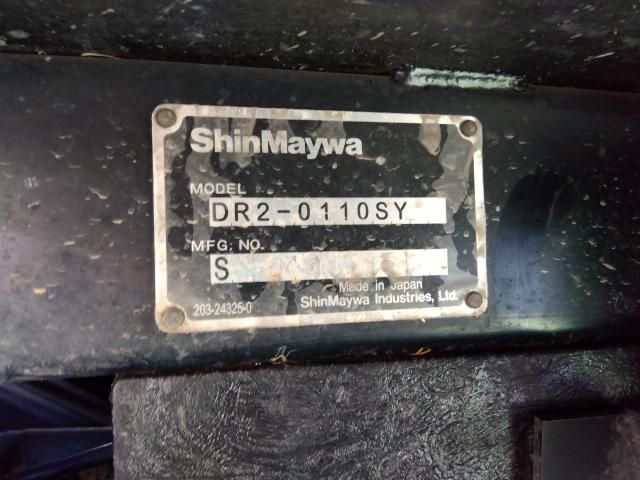 ShinMaywa
MODEL
DR2-0110SY
MFG. NO.
S
Made in Japan
203-24325-0
ShinMaywa Industries, Ltd.